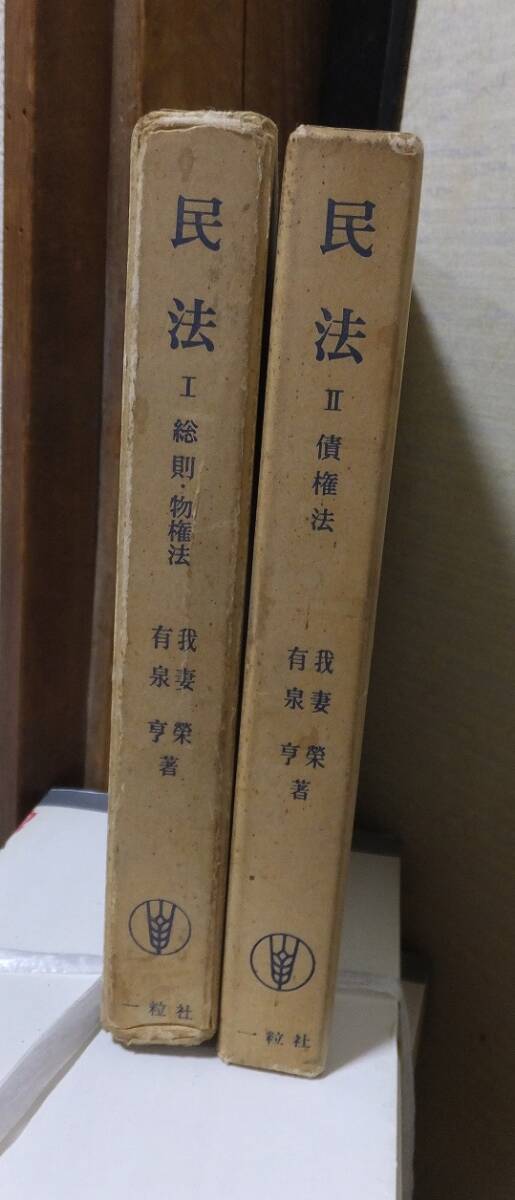 民法
I 総則・物権法
我妻榮
有泉亨著
一粒社
民法
II 債権法
我妻榮
有泉亨著
一粒社